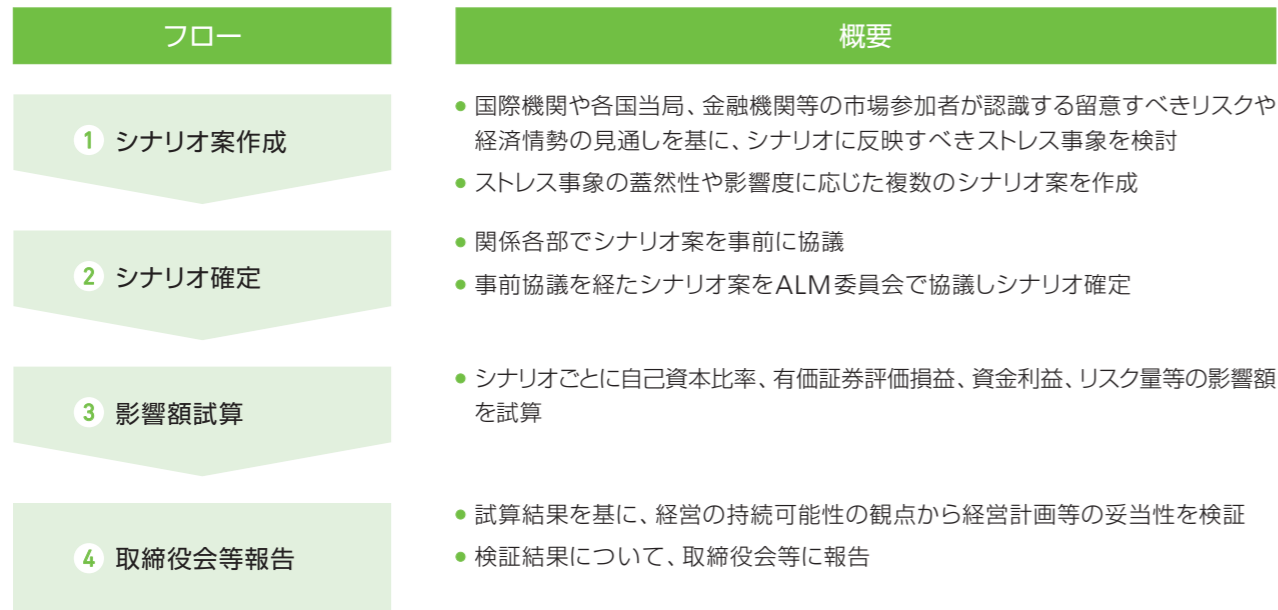 フロー
概要
1 シナリオ案作成
● 国際機関や各国当局、金融機関等の市場参加者が認識する留意すべきリスクや
経済情勢の見通しを基に、シナリオに反映すべきストレス事象を検討
● ストレス事象の蓋然性や影響度に応じた複数のシナリオ案を作成
2 シナリオ確定
● 関係各部でシナリオ案を事前に協議
● 事前協議を経たシナリオ案をALM委員会で協議しシナリオ確定
3 影響額試算
● シナリオごとに自己資本比率、有価証券評価損益、資金利益、リスク量等の影響額
を試算
4 取締役会等報告
● 試算結果を基に、経営の持続可能性の観点から経営計画等の妥当性を検証
● 検証結果について、取締役会等に報告